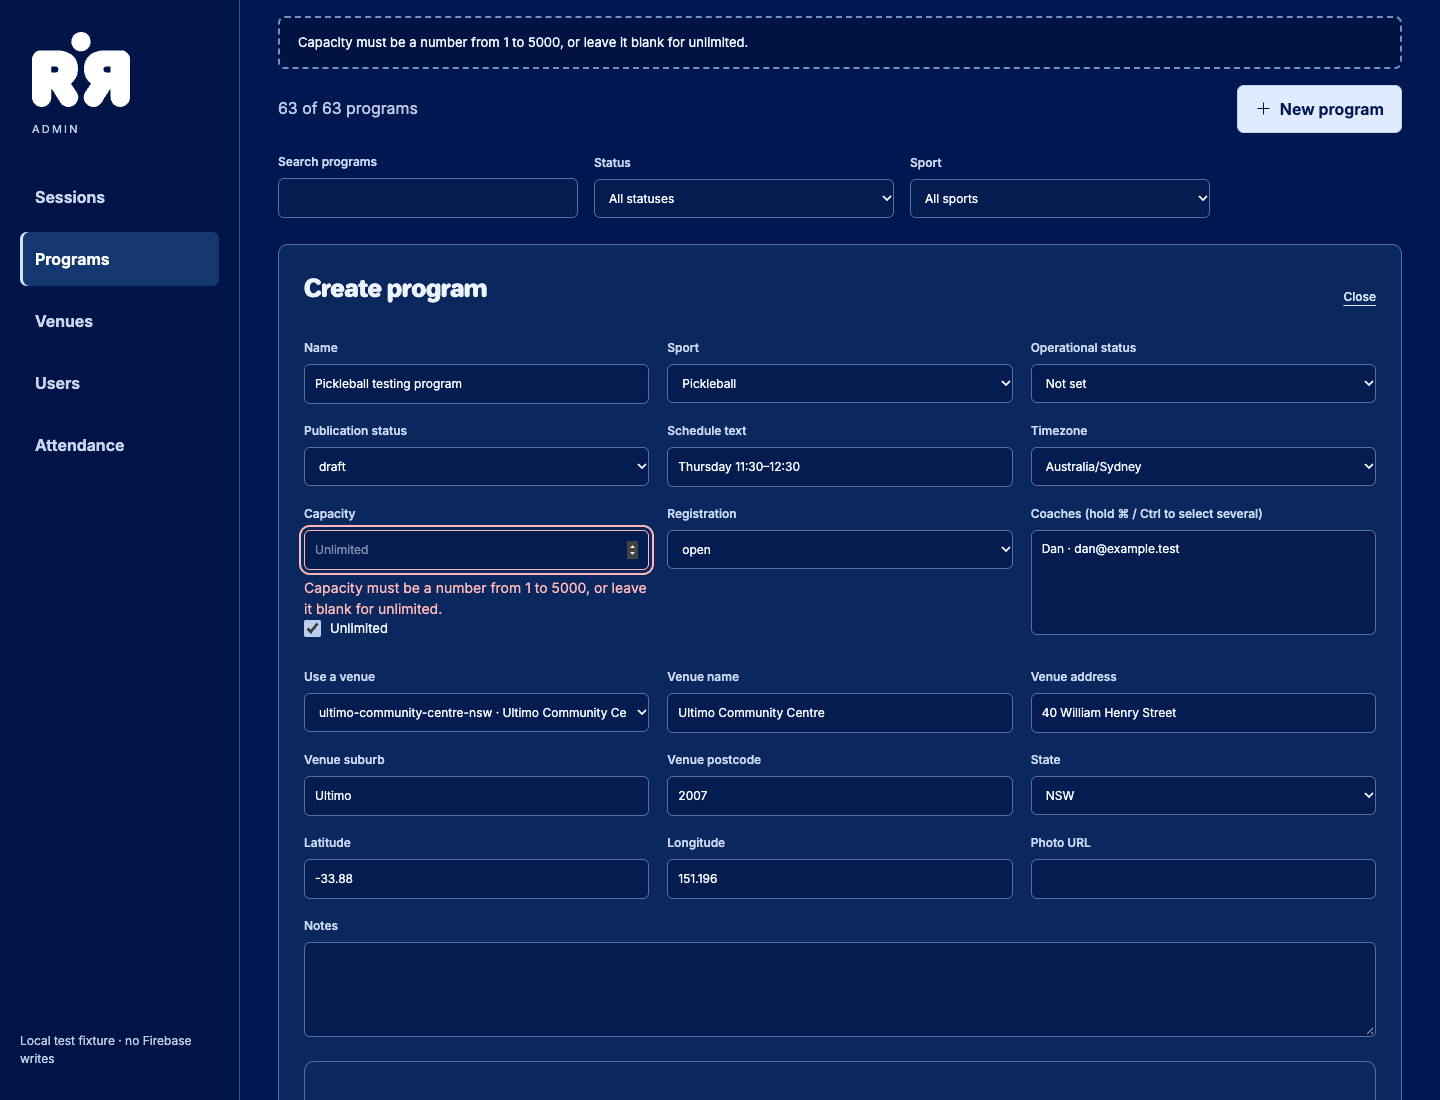 RR
ADMIN
Sessions
Programs
Venues
Users
Attendance
Local test fixture · no Firebase
writes
Capacity must be a number from 1 to 5000, or leave it blank for unlimited.
63 of 63 programs
+ New program
Search programs
Status
Sport
All statuses
All sports
Create program
Close
Name
Sport
Operational status
Pickleball testing program
Pickleball
Not set
Publication status
Schedule text
Timezone
draft
Thursday 11:30–12:30
Australia/Sydney
Capacity
Registration
Coaches (hold ⌘ / Ctrl to select several)
Unlimited
open
Dan · dan@example.test
Capacity must be a number from 1 to 5000, or leave
it blank for unlimited.
Unlimited
Use a venue
Venue name
Venue address
ultimo-community-centre-nsw · Ultimo Community Ce
Ultimo Community Centre
40 William Henry Street
Venue suburb
Venue postcode
State
Ultimo
2007
NSW
Latitude
Longitude
Photo URL
-33.88
151.196
Notes